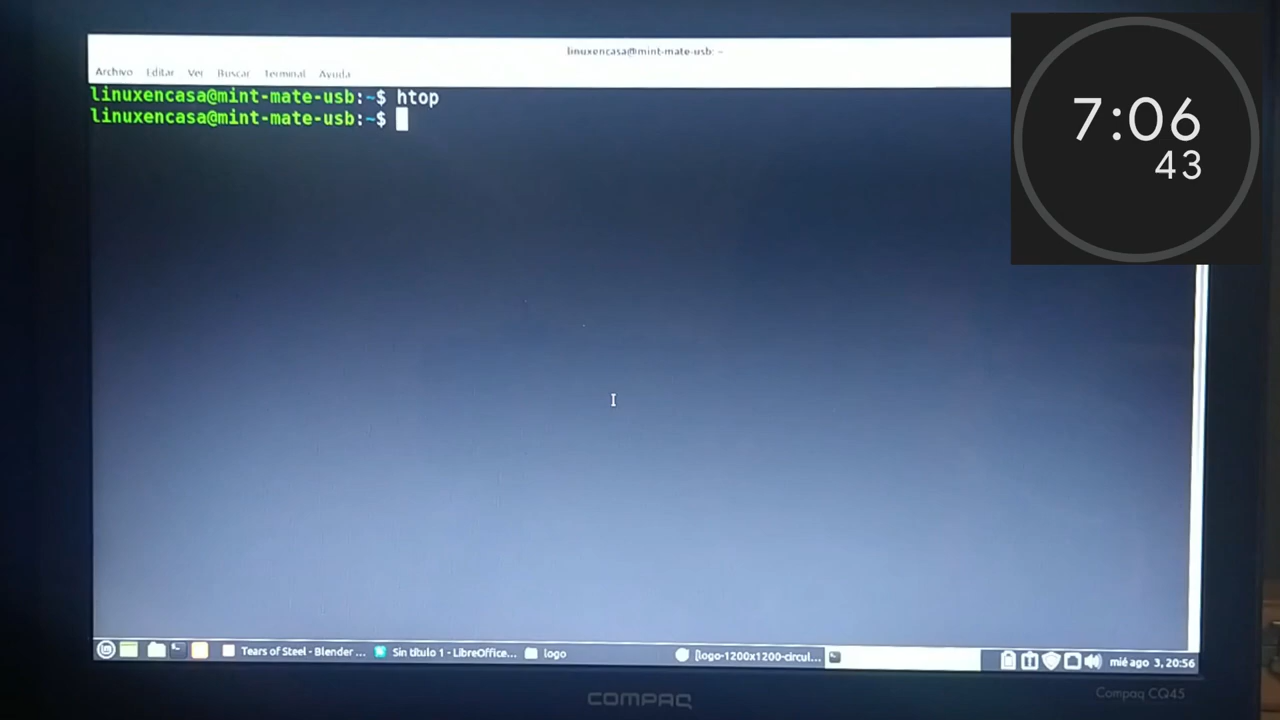 linuxencasa@mint-mate-usb: ~
Archivo Editar Ver Buscar Terminal Ayuda
linuxencasa@mint-mate-usb:~$ htop
linuxencasa@mint-mate-usb:~$
7:06
43
Tears of Steel - Blender ... Sin título 1 - LibreOffice... logo [logo-1200x1200-circul... mié ago 3, 20:56
COMPAQ
Compaq CQ45